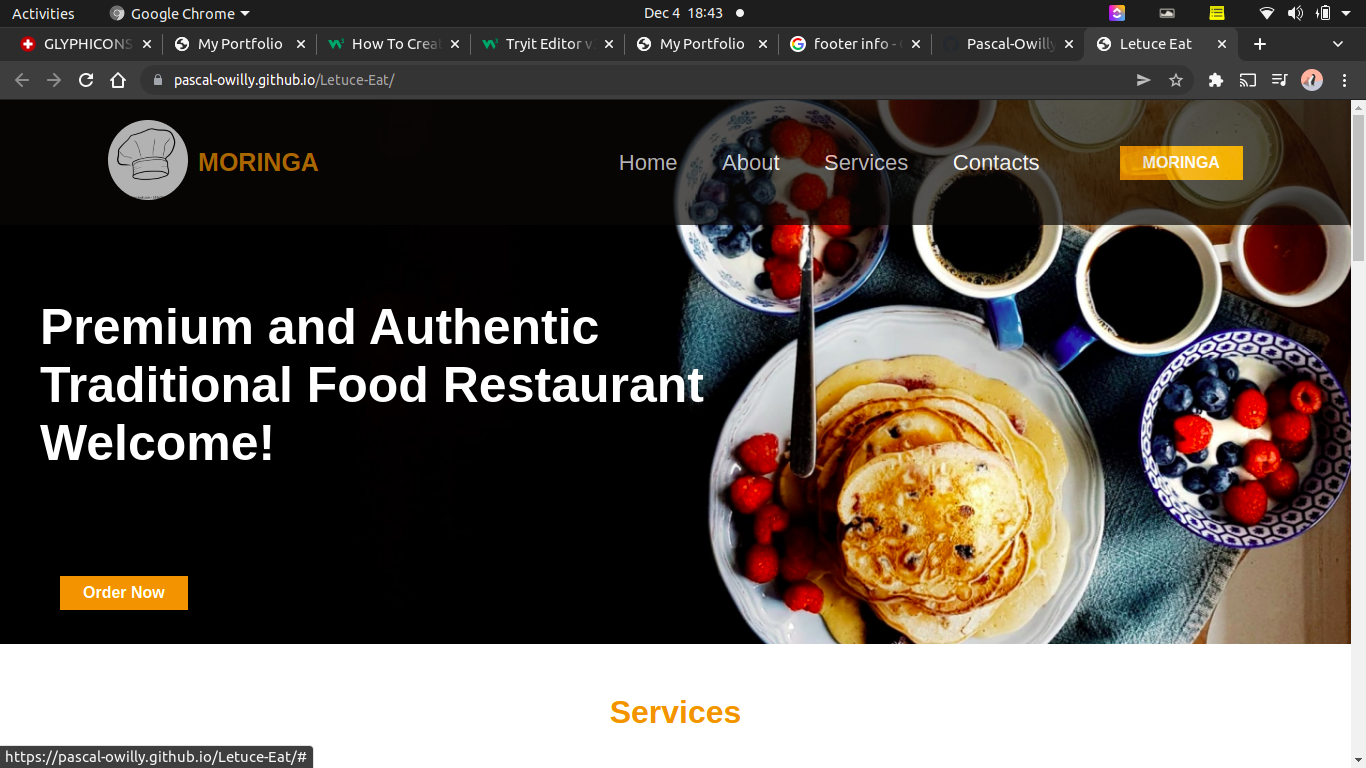 Activities
Google Chrome
Dec 4 18:43
GLYPHICONS
My Portfolio
How To Crea
Tryit Editor v
My Portfolio
footer info -
Pascal-Owilly
Letuce Eat
pascal-owilly.github.io/Letuce-Eat/
MORINGA
Home
About
Services
Contacts
MORINGA
Premium and Authentic
Traditional Food Restaurant
Welcome!
Order Now
Services
https://pascal-owilly.github.io/Letuce-Eat/#